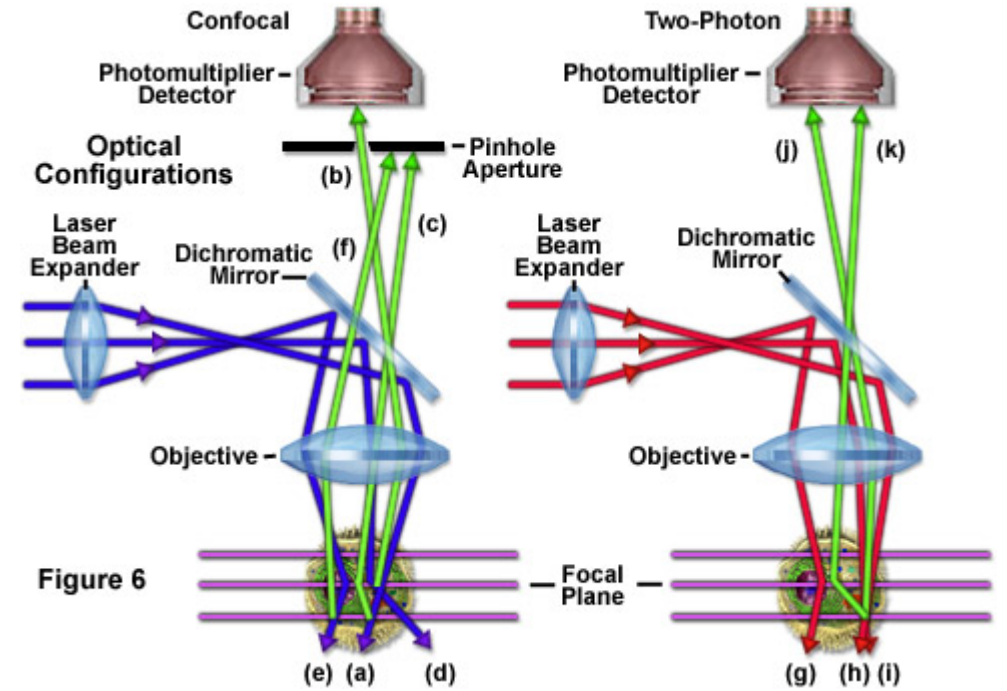 Confocal
Two-Photon
Photomultiplier
Detector
Photomultiplier
Detector
Optical
Configurations
Pinhole
Aperture
(b)
(j)
(k)
(c)
(f)
Laser
Beam
Expander
Dichromatic
Mirror
Laser
Beam
Expander
Dichromatic
Mirror
Objective
Objective
Figure 6
Focal
Plane
(e)
(a)
(d)
(g)
(h)
(i)